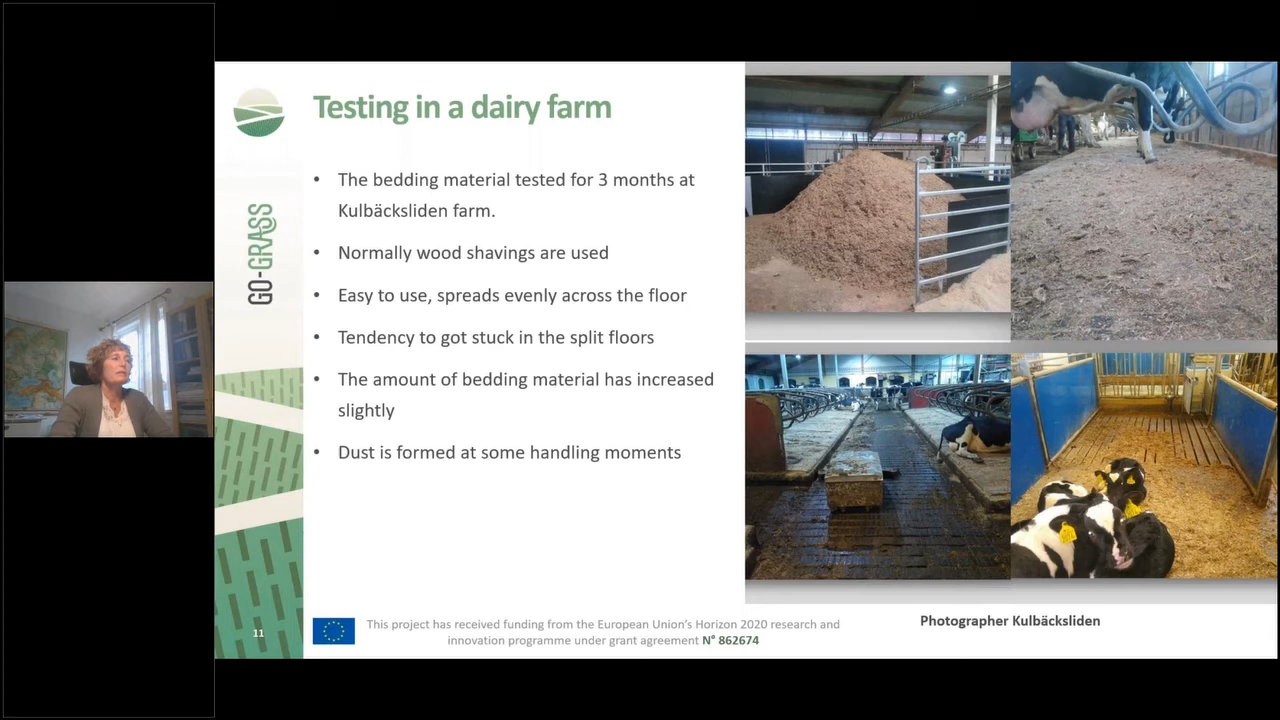 Testing in a dairy farm
GO-GRASS
• The bedding material tested for 3 months at
Kulbäcksliden farm.
• Normally wood shavings are used
• Easy to use, spreads evenly across the floor
• Tendency to got stuck in the split floors
• The amount of bedding material has increased
slightly
• Dust is formed at some handling moments
11
This project has received funding from the European Union's Horizon 2020 research and
innovation programme under grant agreement N° 862674
Photographer Kulbäcksliden